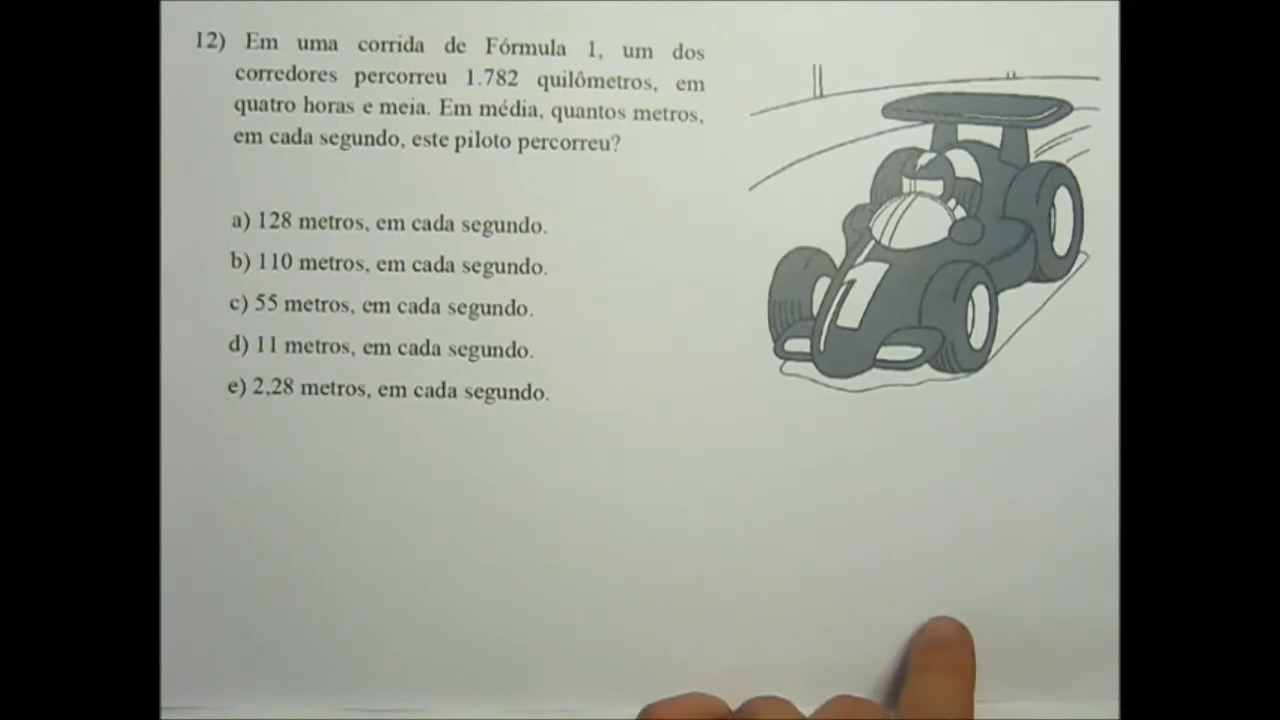 12) Em uma corrida de Fórmula 1, um dos
corredores percorreu 1.782 quilômetros, em
quatro horas e meia. Em média, quantos metros,
em cada segundo, este piloto percorreu?
a) 128 metros, em cada segundo.
b) 110 metros, em cada segundo.
c) 55 metros, em cada segundo.
d) 11 metros, em cada segundo.
e) 2,28 metros, em cada segundo.
1